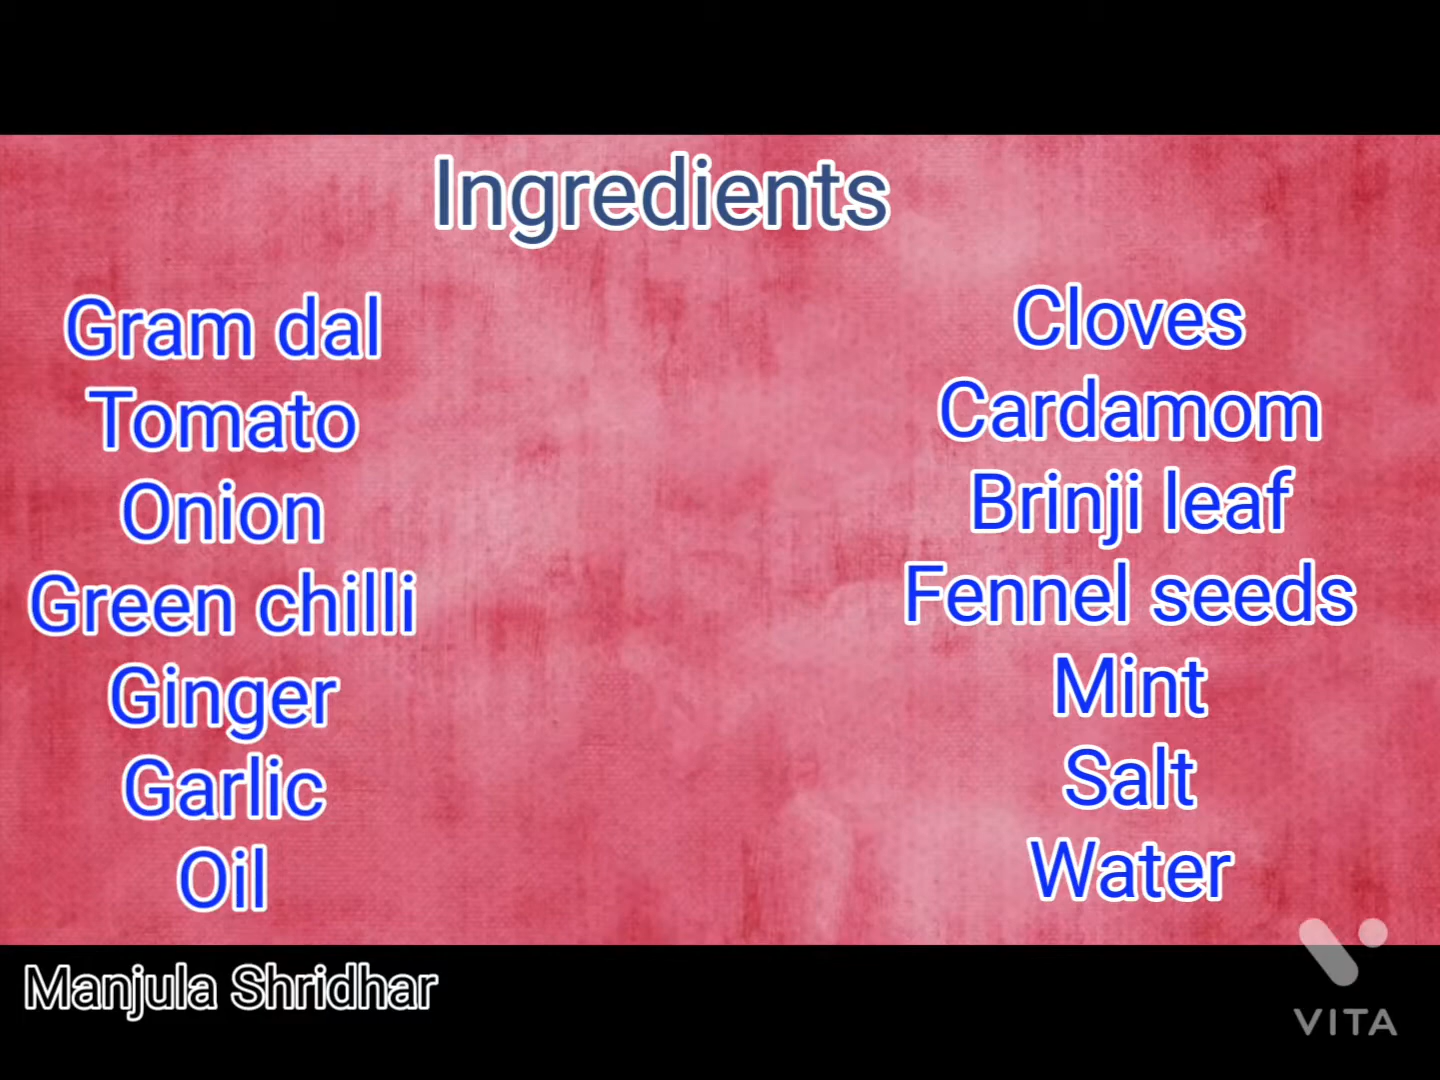 Ingredients
Gram dal
Tomato
Onion
Green chilli
Ginger
Garlic
Oil
Cloves
Cardamom
Brinji leaf
Fennel seeds
Mint
Salt
Water
Manjula Shridhar
VITA